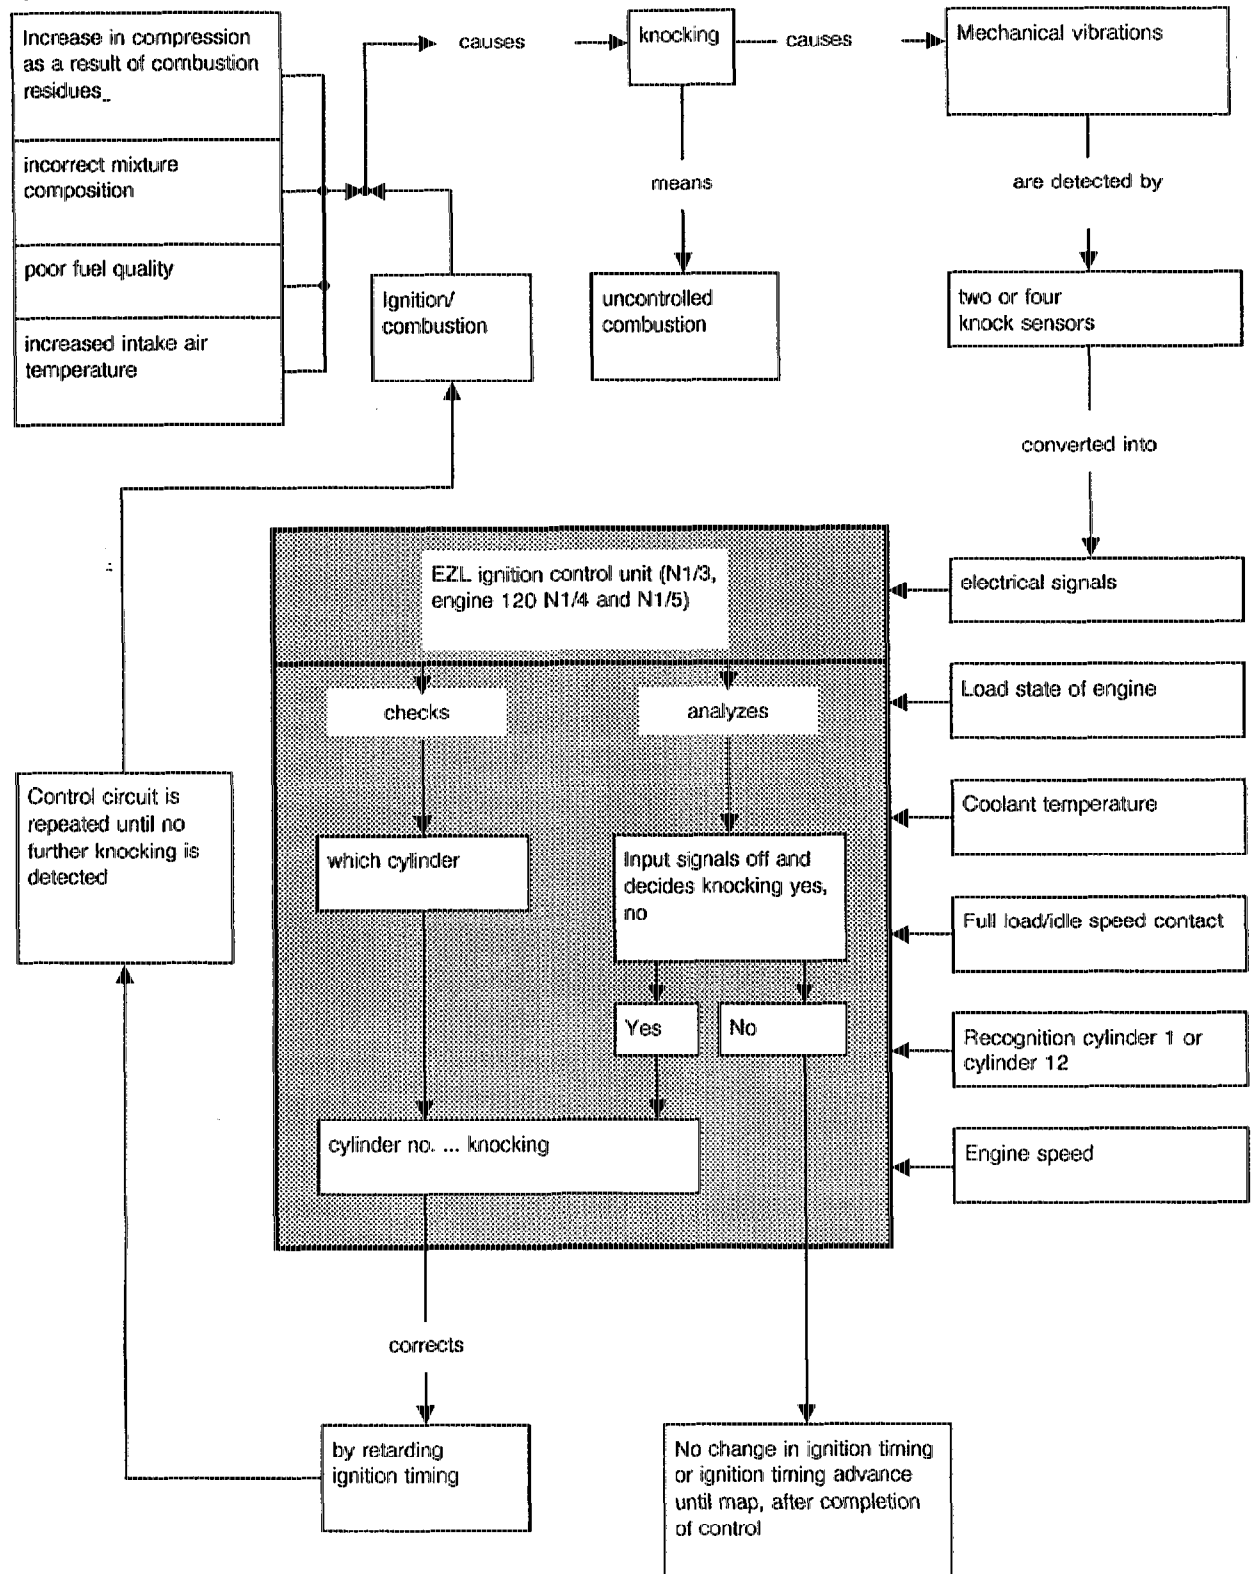 Increase in compression
as a result of combustion
residues
incorrect mixture
composition
poor fuel quality
increased intake air
temperature
causes
knocking
causes
Mechanical vibrations
means
are detected by
Ignition/
combustion
uncontrolled
combustion
two or four
knock sensors
converted into
EZL ignition control unit (N1/3,
engine 120 N1/4 and N1/5)
electrical signals
checks
analyzes
Load state of engine
Control circuit is
repeated until no
further knocking is
detected
which cylinder
Input signals off and
decides knocking yes,
no
Coolant temperature
Full load/idle speed contact
Yes
No
Recognition cylinder 1 or
cylinder 12
cylinder no. ... knocking
Engine speed
corrects
by retarding
ignition timing
No change in ignition timing
or ignition timing advance
until map, after completion
of control